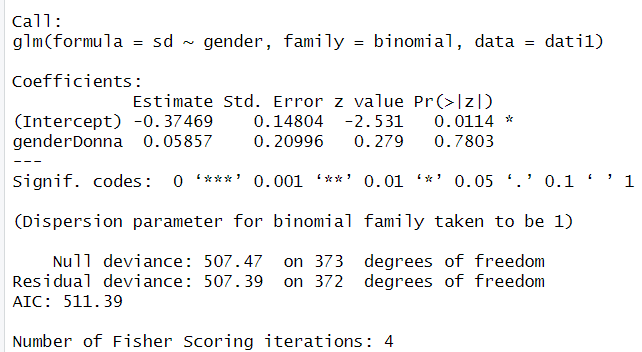 Call:
glm(formula = sd ~ gender, family = binomial, data = dati1)
Coefficients:
Estimate Std. Error z value Pr(>|z|)
(Intercept) -0.37469 0.14804 -2.531 0.0114 *
genderDonna 0.05857 0.20996 0.279 0.7803
---
Signif. codes: 0 ‘***’ 0.001 ‘**’ 0.01 ‘*’ 0.05 ‘.’ 0.1 ‘ ’ 1
(Dispersion parameter for binomial family taken to be 1)
Null deviance: 507.47 on 373 degrees of freedom
Residual deviance: 507.39 on 372 degrees of freedom
AIC: 511.39
Number of Fisher Scoring iterations: 4